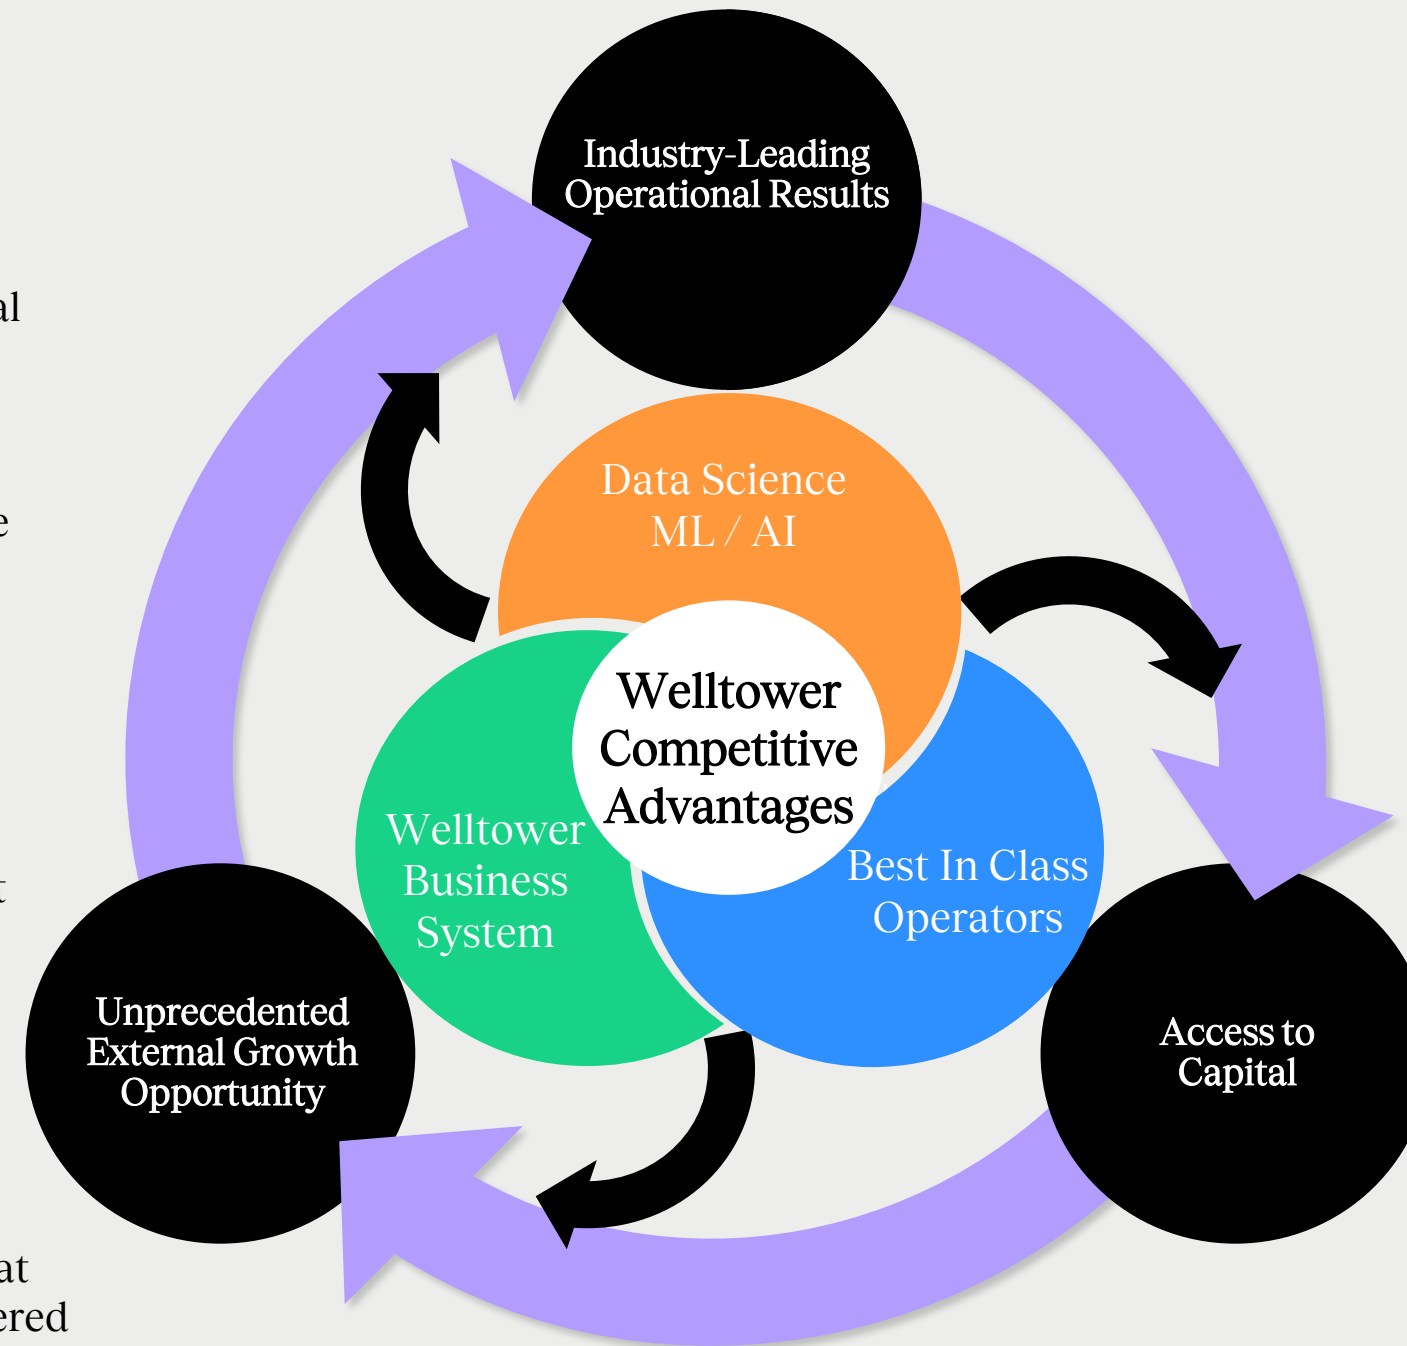 Industry-Leading
Operational Results
Data Science
ML / AI
Welltower
Competitive
Advantages
Welltower
Business
System
Best In Class
Operators
Unprecedented
External Growth
Opportunity
Access to
Capital